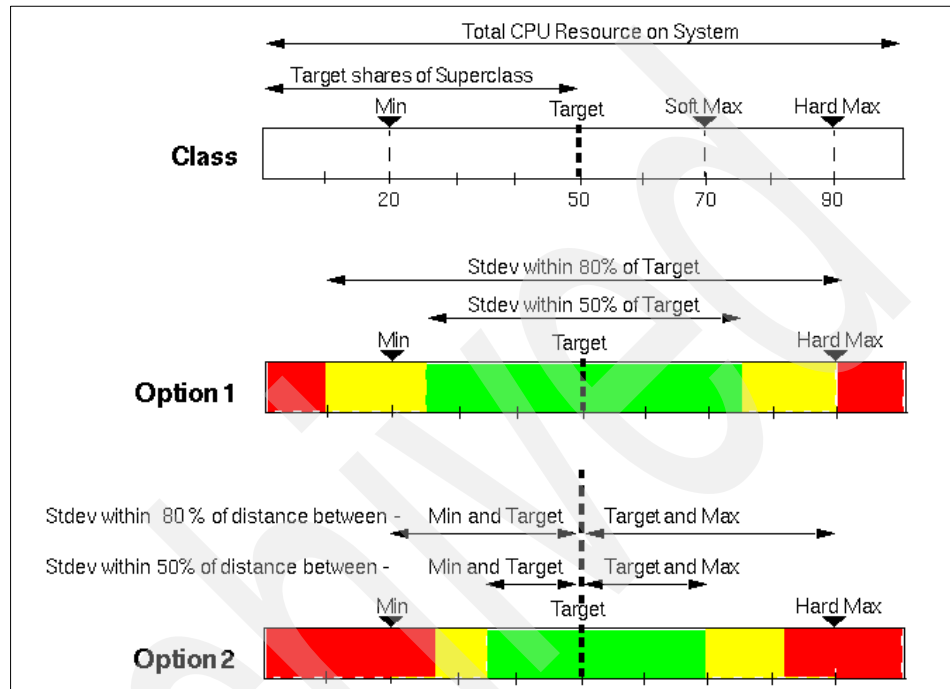 Total CPU Resource on System
Target shares of Superclass
Min Target Soft Max Hard Max
Class
20 50 70 90
Stdev within 80% of Target
Stdev within 50% of Target
Min Target Hard Max
Option 1
Stdev within 80 % of distance between - Min and Target Target and Max
Stdev within 50% of distance between - Min and Target Target and Max
Min Target Hard Max
Option 2